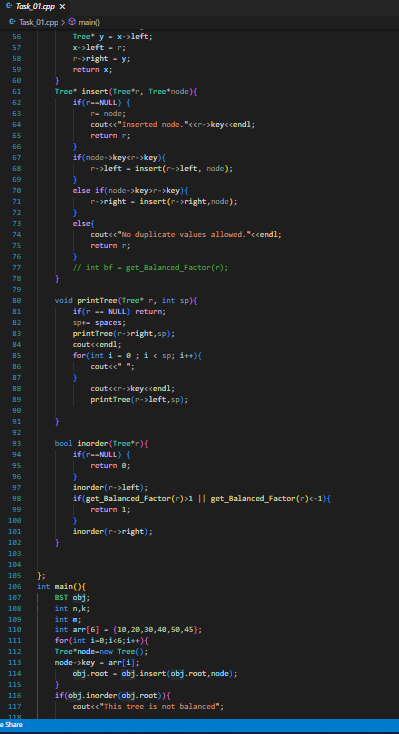 Task_01.cpp ×
Task_01.cpp > main()
56 Tree* y = x->left;
57 x->left = r;
58 r->right = y;
59 return x;
60 }
61 Tree* insert(Tree*r, Tree*node){
62 if(r==NULL) {
63 r= node;
64 cout<<"Inserted node."<<r->key<<endl;
65 return r;
66 }
67 if(node->key<r->key){
68 r->left = insert(r->left, node);
69 }
70 else if(node->key>r->key){
71 r->right = insert(r->right,node);
72 }
73 else{
74 cout<<"No duplicate values allowed."<<endl;
75 return r;
76 }
77 // int bf = get_Balanced_Factor(r);
78 }
79
80 void printTree(Tree* r, int sp){
81 if(r == NULL) return;
82 sp+= spaces;
83 printTree(r->right,sp);
84 cout<<endl;
85 for(int i = 0 ; i < sp; i++){
86 cout<<" ";
87 }
88 cout<<r->key<<endl;
89 printTree(r->left,sp);
90
91 }
92
93 bool inorder(Tree*r){
94 if(r==NULL) {
95 return 0;
96 }
97 inorder(r->left);
98 if(get_Balanced_Factor(r)>1 || get_Balanced_Factor(r)<-1){
99 return 1;
100 }
101 inorder(r->right);
102 }
103
104
105 };
106 int main(){
107 BST obj;
108 int n,k;
109 int m;
110 int arr[6] = {10,20,30,40,50,45};
111 for(int i=0;i<6;i++){
112 Tree*node=new Tree();
113 node->key = arr[i];
114 obj.root = obj.insert(obj.root,node);
115 }
116 if(obj.inorder(obj.root)){
117 cout<<"This tree is not balanced";
118
e Share